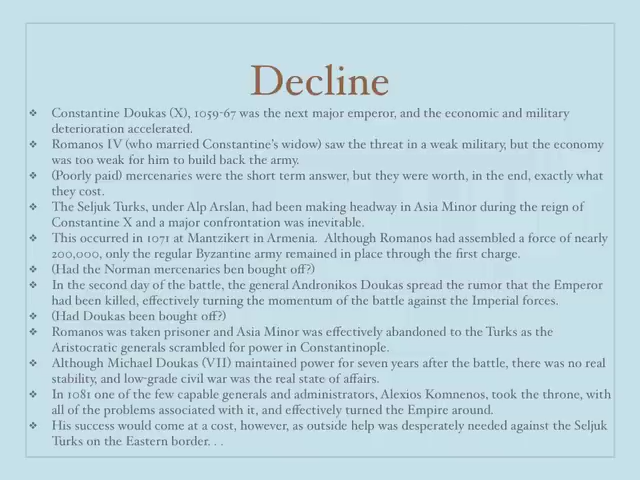 Decline
❖ Constantine Doukas (X), 1059-67 was the next major emperor, and the economic and military
deterioration accelerated.
❖ Romanos IV (who married Constantine's widow) saw the threat in a weak military, but the economy
was too weak for him to build back the army.
❖ (Poorly paid) mercenaries were the short term answer, but they were worth, in the end, exactly what
they cost.
❖ The Seljuk Turks, under Alp Arslan, had been making headway in Asia Minor during the reign of
Constantine X and a major confrontation was inevitable.
❖ This occurred in 1071 at Mantzikert in Armenia. Although Romanos had assembled a force of nearly
200,000, only the regular Byzantine army remained in place through the first charge.
❖ (Had the Norman mercenaries ben bought off?)
❖ In the second day of the battle, the general Andronikos Doukas spread the rumor that the Emperor
had been killed, effectively turning the momentum of the battle against the Imperial forces.
❖ (Had Doukas been bought off?)
❖ Romanos was taken prisoner and Asia Minor was effectively abandoned to the Turks as the
Aristocratic generals scrambled for power in Constantinople.
❖ Although Michael Doukas (VII) maintained power for seven years after the battle, there was no real
stability, and low-grade civil war was the real state of affairs.
❖ In 1081 one of the few capable generals and administrators, Alexios Komnenos, took the throne, with
all of the problems associated with it, and effectively turned the Empire around.
❖ His success would come at a cost, however, as outside help was desperately needed against the Seljuk
Turks on the Eastern border. . .